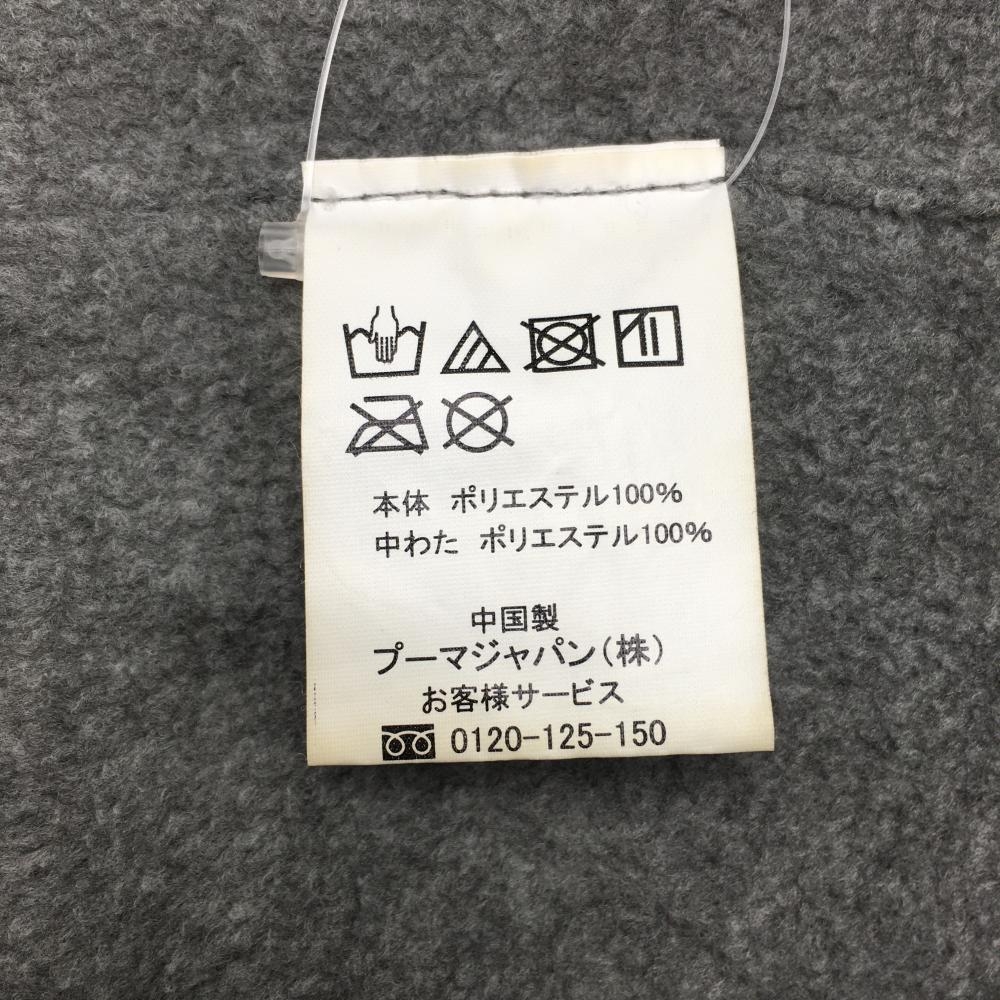 本体 ポリエステル100%
中わた ポリエステル100%
中国製
プーマジャパン(株)
お客様サービス
0120-125-150